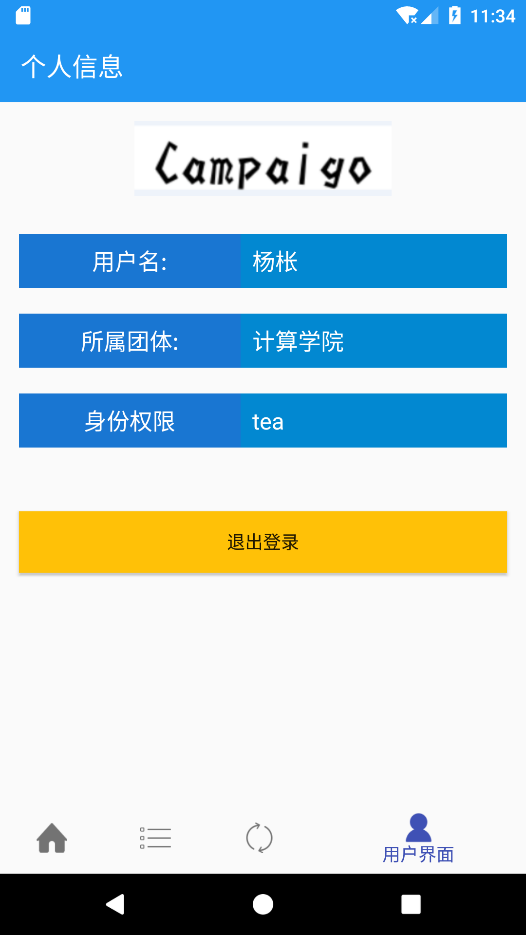 11:34
个人信息
Campaigo
用户名: 杨枨
所属团体: 计算学院
身份权限 tea
退出登录
用户界面